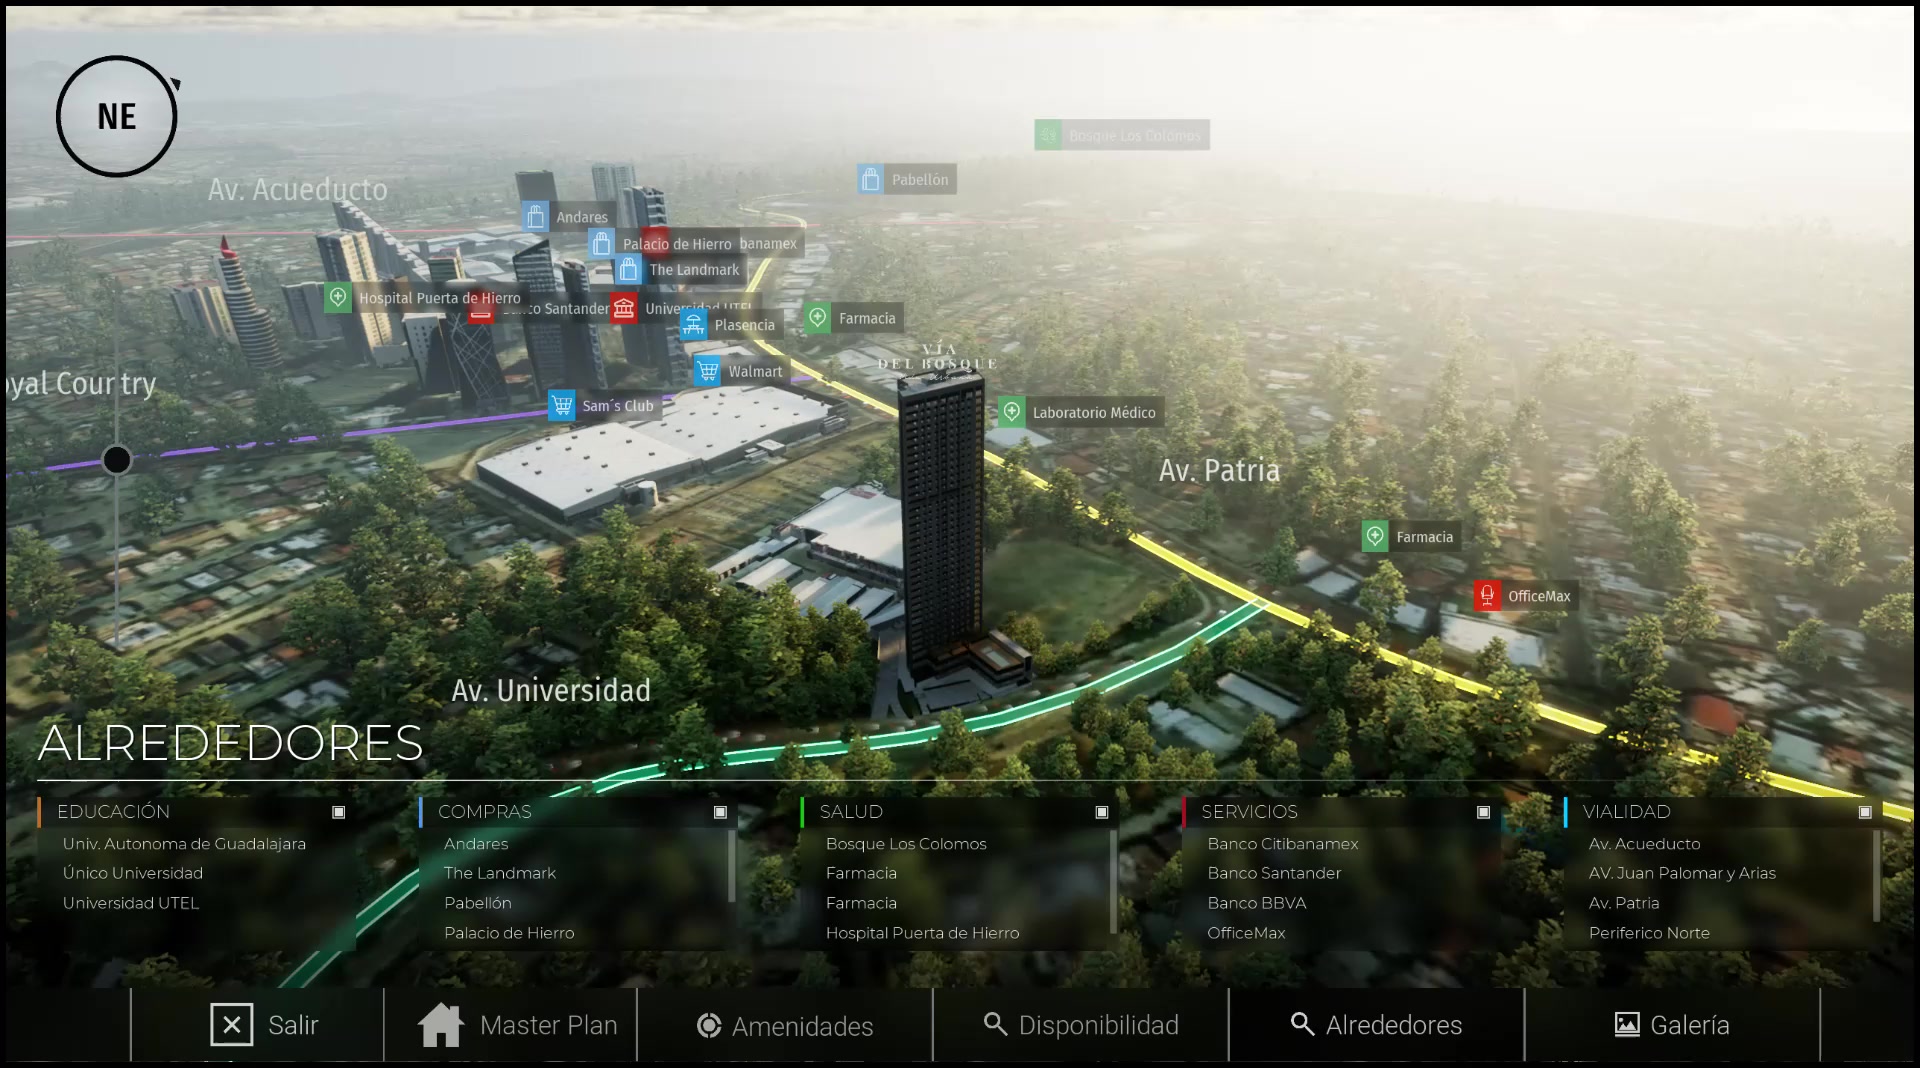 NE
Av. Acueducto
Bosque Los Colomos
Pabellón
Andares
Palacio de Hierro
banamex
The Landmark
Hospital Puerta de Hierro
Santander
Universidad UTEL
Plasencia
Farmacia
VÍA
DEL BOSQUE
Walmart
Sam´s Club
Laboratorio Médico
Av. Patria
Farmacia
OfficeMax
Av. Universidad
ALREDEDORES
EDUCACIÓN
Univ. Autonoma de Guadalajara
Único Universidad
Universidad UTEL
COMPRAS
Andares
The Landmark
Pabellón
Palacio de Hierro
SALUD
Bosque Los Colomos
Farmacia
Farmacia
Hospital Puerta de Hierro
SERVICIOS
Banco Citibanamex
Banco Santander
Banco BBVA
OfficeMax
VIALIDAD
Av. Acueducto
AV. Juan Palomar y Arias
Av. Patria
Periferico Norte
Salir
Master Plan
Amenidades
Disponibilidad
Alrededores
Galería